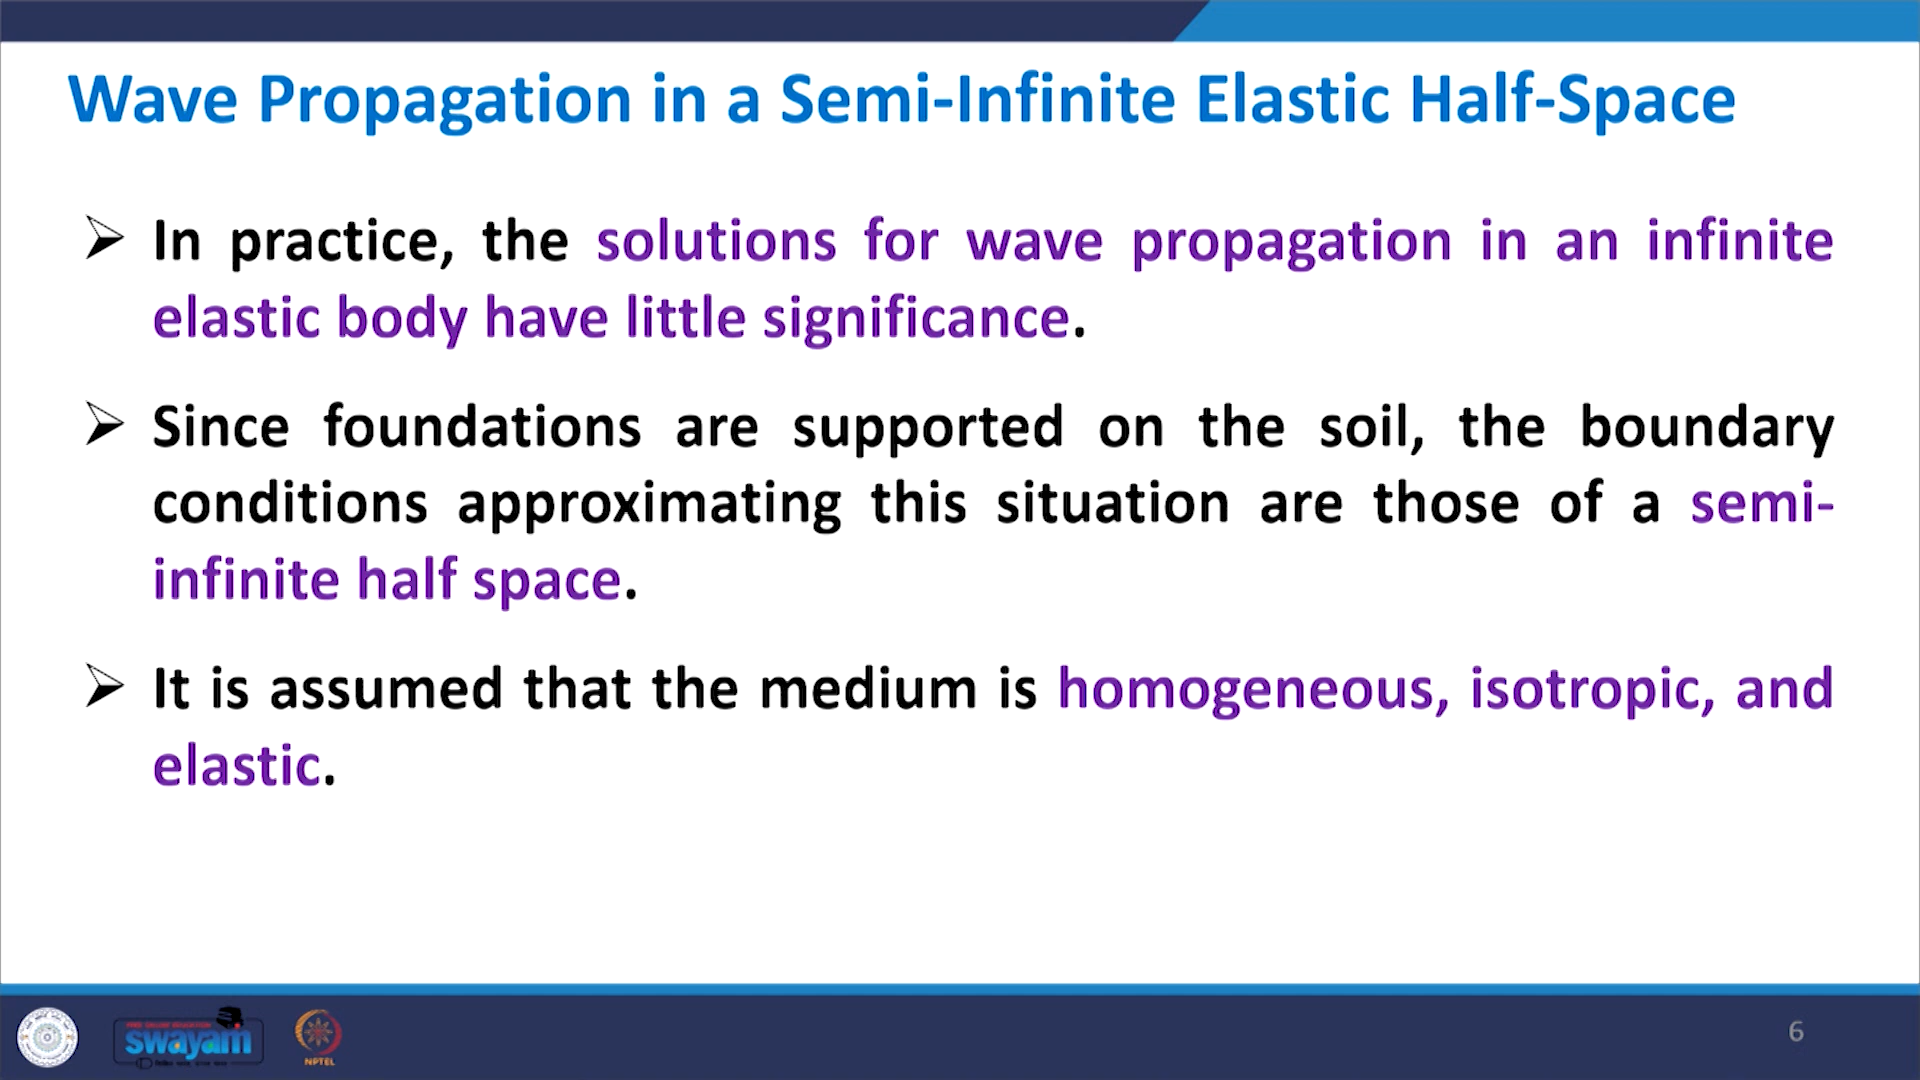 Wave Propagation in a Semi-Infinite Elastic Half-Space
In practice, the solutions for wave propagation in an infinite
elastic body have little significance.
Since foundations are supported on the soil, the boundary
conditions approximating this situation are those of a semi-
infinite half space.
It is assumed that the medium is homogeneous, isotropic, and
elastic.
FREE ONLINE EDUCATION
swayam
NPTEL
6